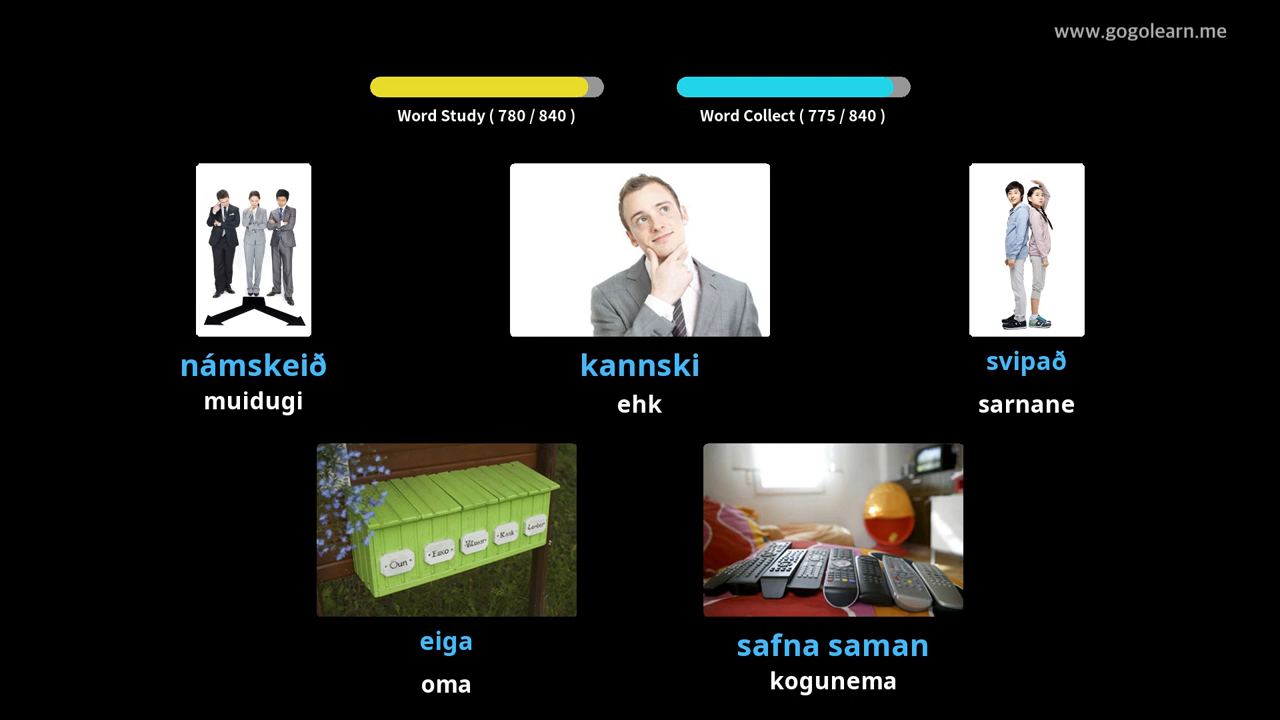 www.gogolearn.me
Word Study ( 780 / 840 )
Word Collect ( 775 / 840 )
námskeið
muidugi
kannski
ehk
svipað
sarnane
eiga
oma
safna saman
kogunema